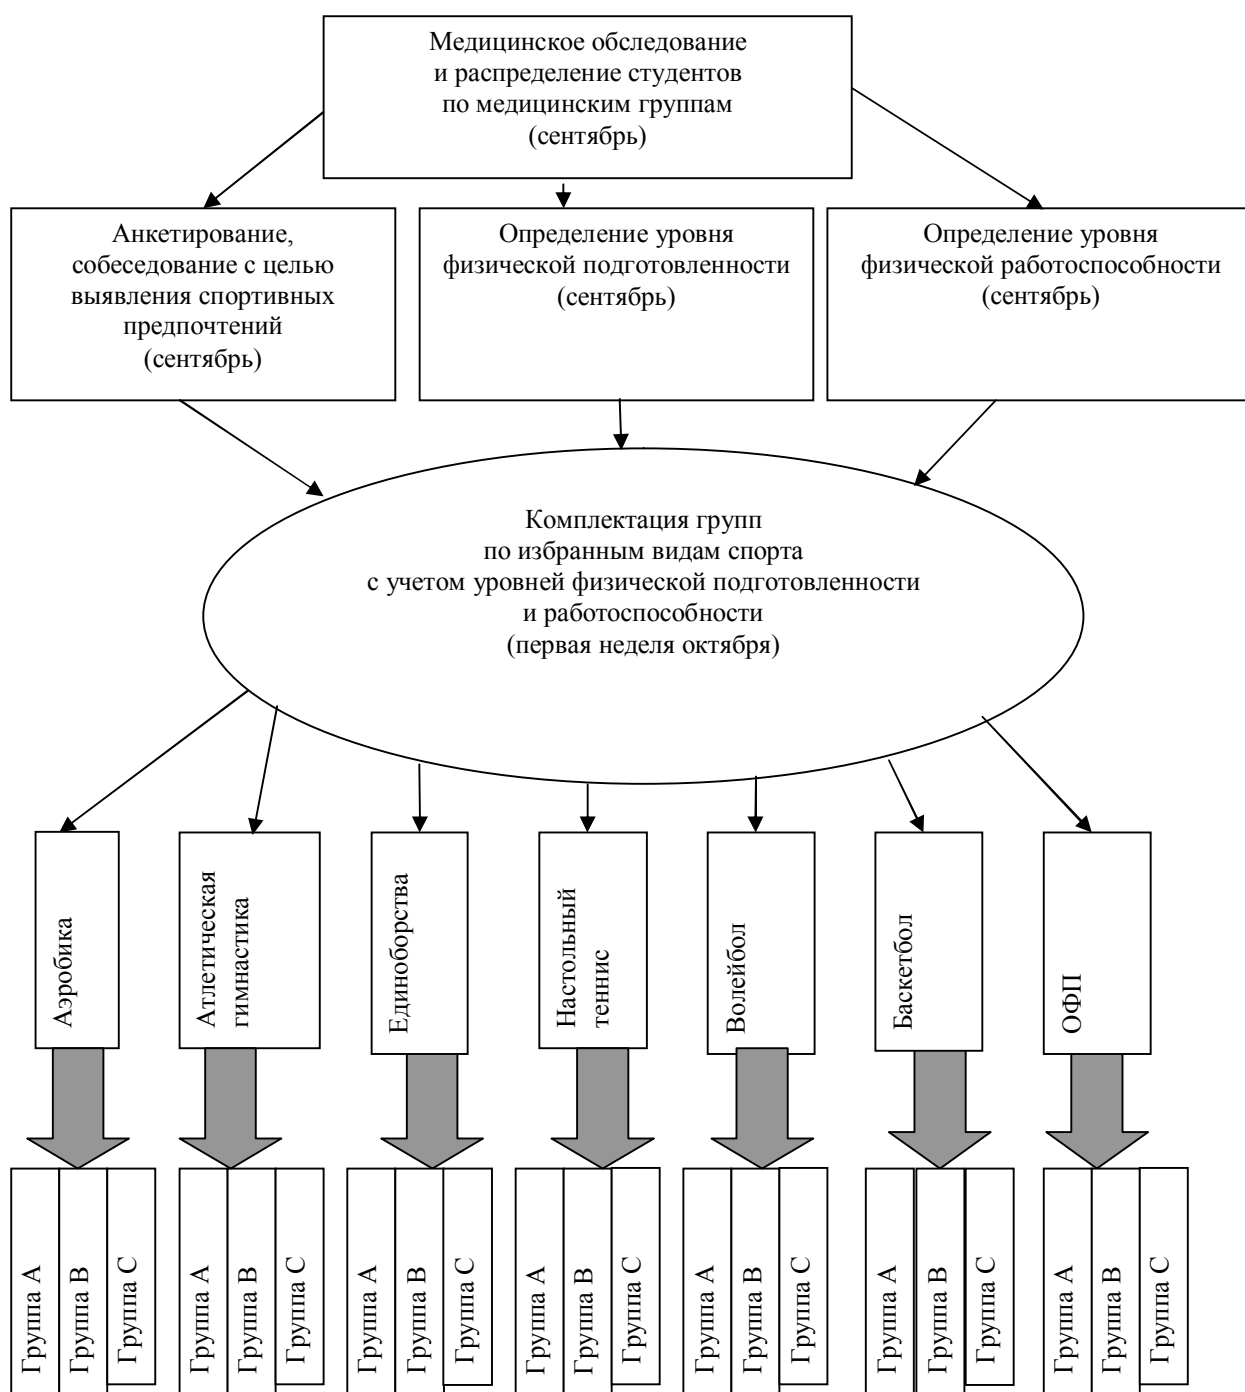 Медицинское обследование
и распределение студентов
по медицинским группам
(сентябрь)
Анкетирование,
собеседование с целью
выявления спортивных
предпочтений
(сентябрь)
Определение уровня
физической подготовленности
(сентябрь)
Определение уровня
физической работоспособности
(сентябрь)
Комплектация групп
по избранным видам спорта
с учетом уровней физической подготовленности
и работоспособности
(первая неделя октября)
Аэробика
Атлетическая
гимнастика
Единоборства
Настольный
теннис
Волейбол
Баскетбол
ОФП
Группа А
Группа В
Группа С
Группа А
Группа В
Группа С
Группа А
Группа В
Группа С
Группа А
Группа В
Группа С
Группа А
Группа В
Группа С
Группа А
Группа В
Группа С
Группа А
Группа В
Группа С